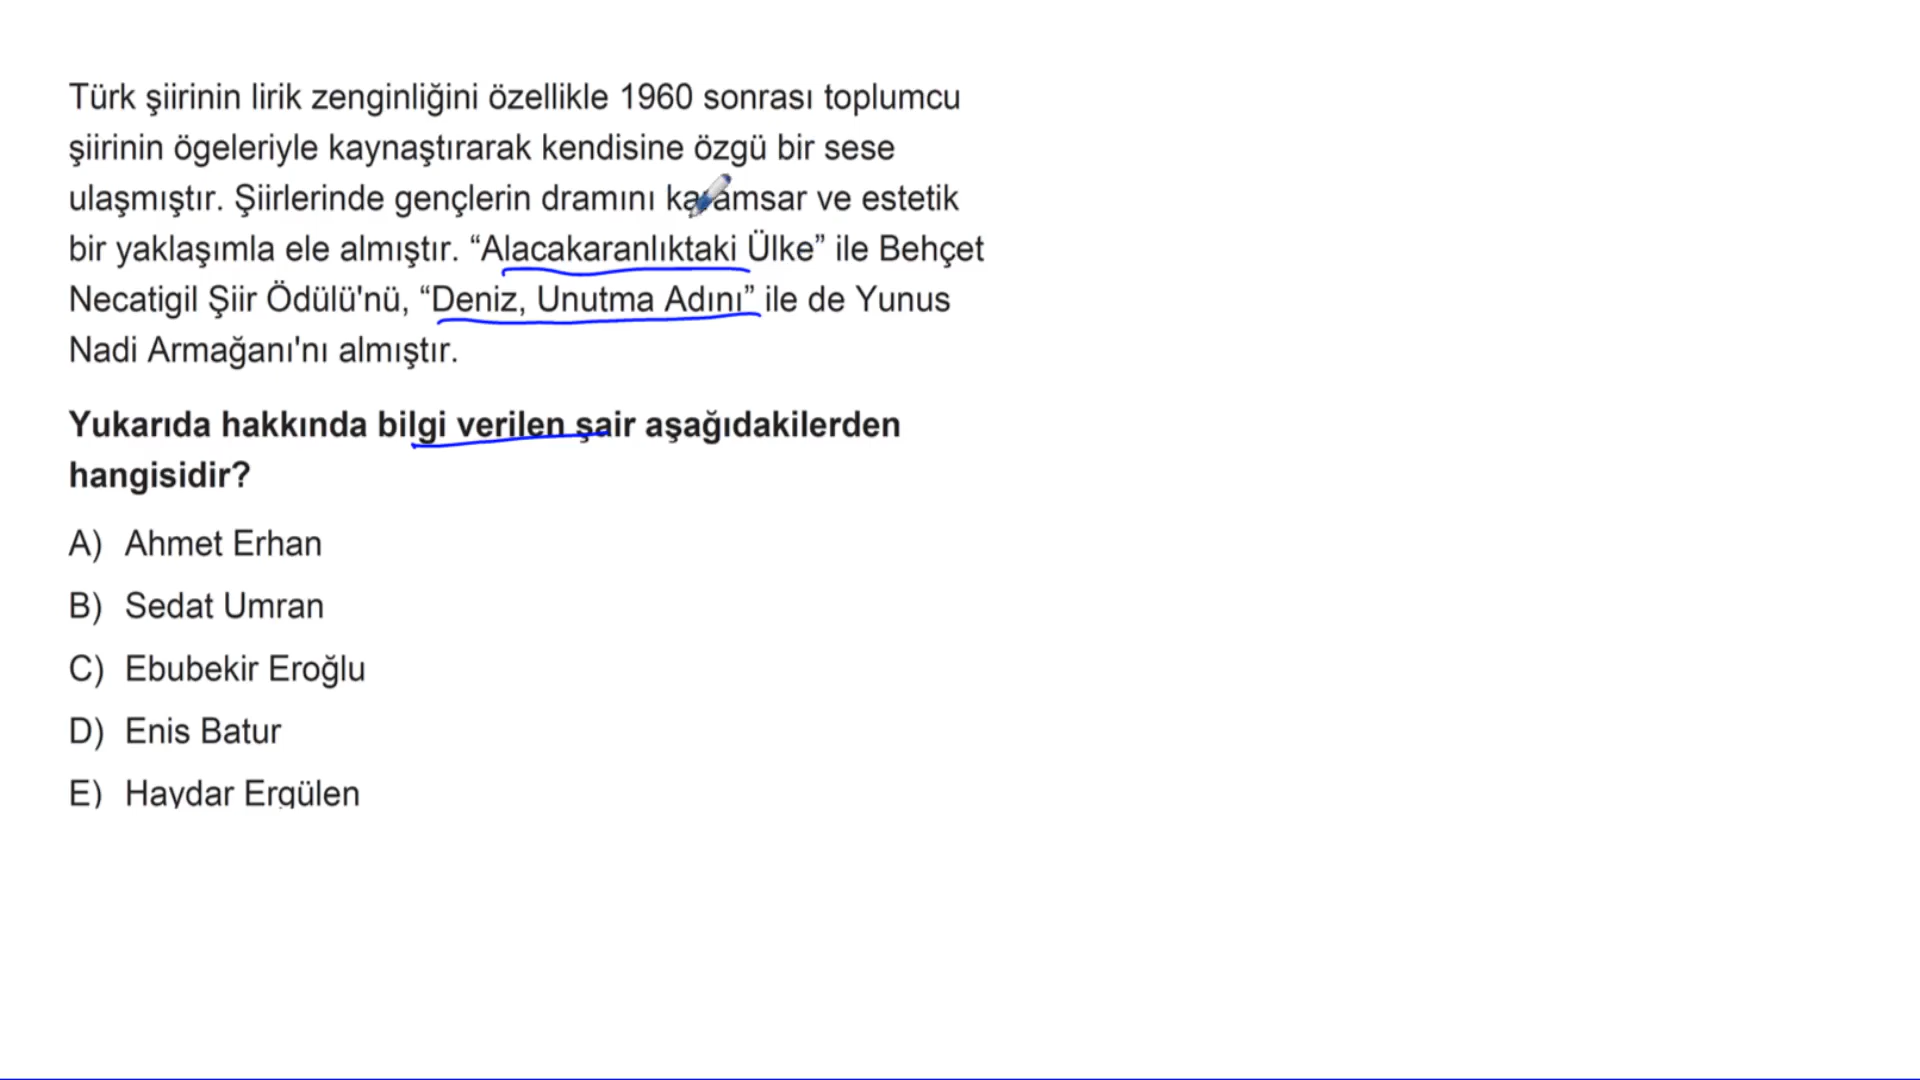 Türk şiirinin lirik zenginliğini özellikle 1960 sonrası toplumcu
şiirinin ögeleriyle kaynaştırarak kendisine özgü bir sese
ulaşmıştır. Şiirlerinde gençlerin dramını karamsar ve estetik
bir yaklaşımla ele almıştır. “Alacakaranlıktaki Ülke” ile Behçet
Necatigil Şiir Ödülü'nü, “Deniz, Unutma Adını” ile de Yunus
Nadi Armağanı'nı almıştır.
Yukarıda hakkında bilgi verilen şair aşağıdakilerden
hangisidir?
A) Ahmet Erhan
B) Sedat Umran
C) Ebubekir Eroğlu
D) Enis Batur
E) Haydar Ergülen